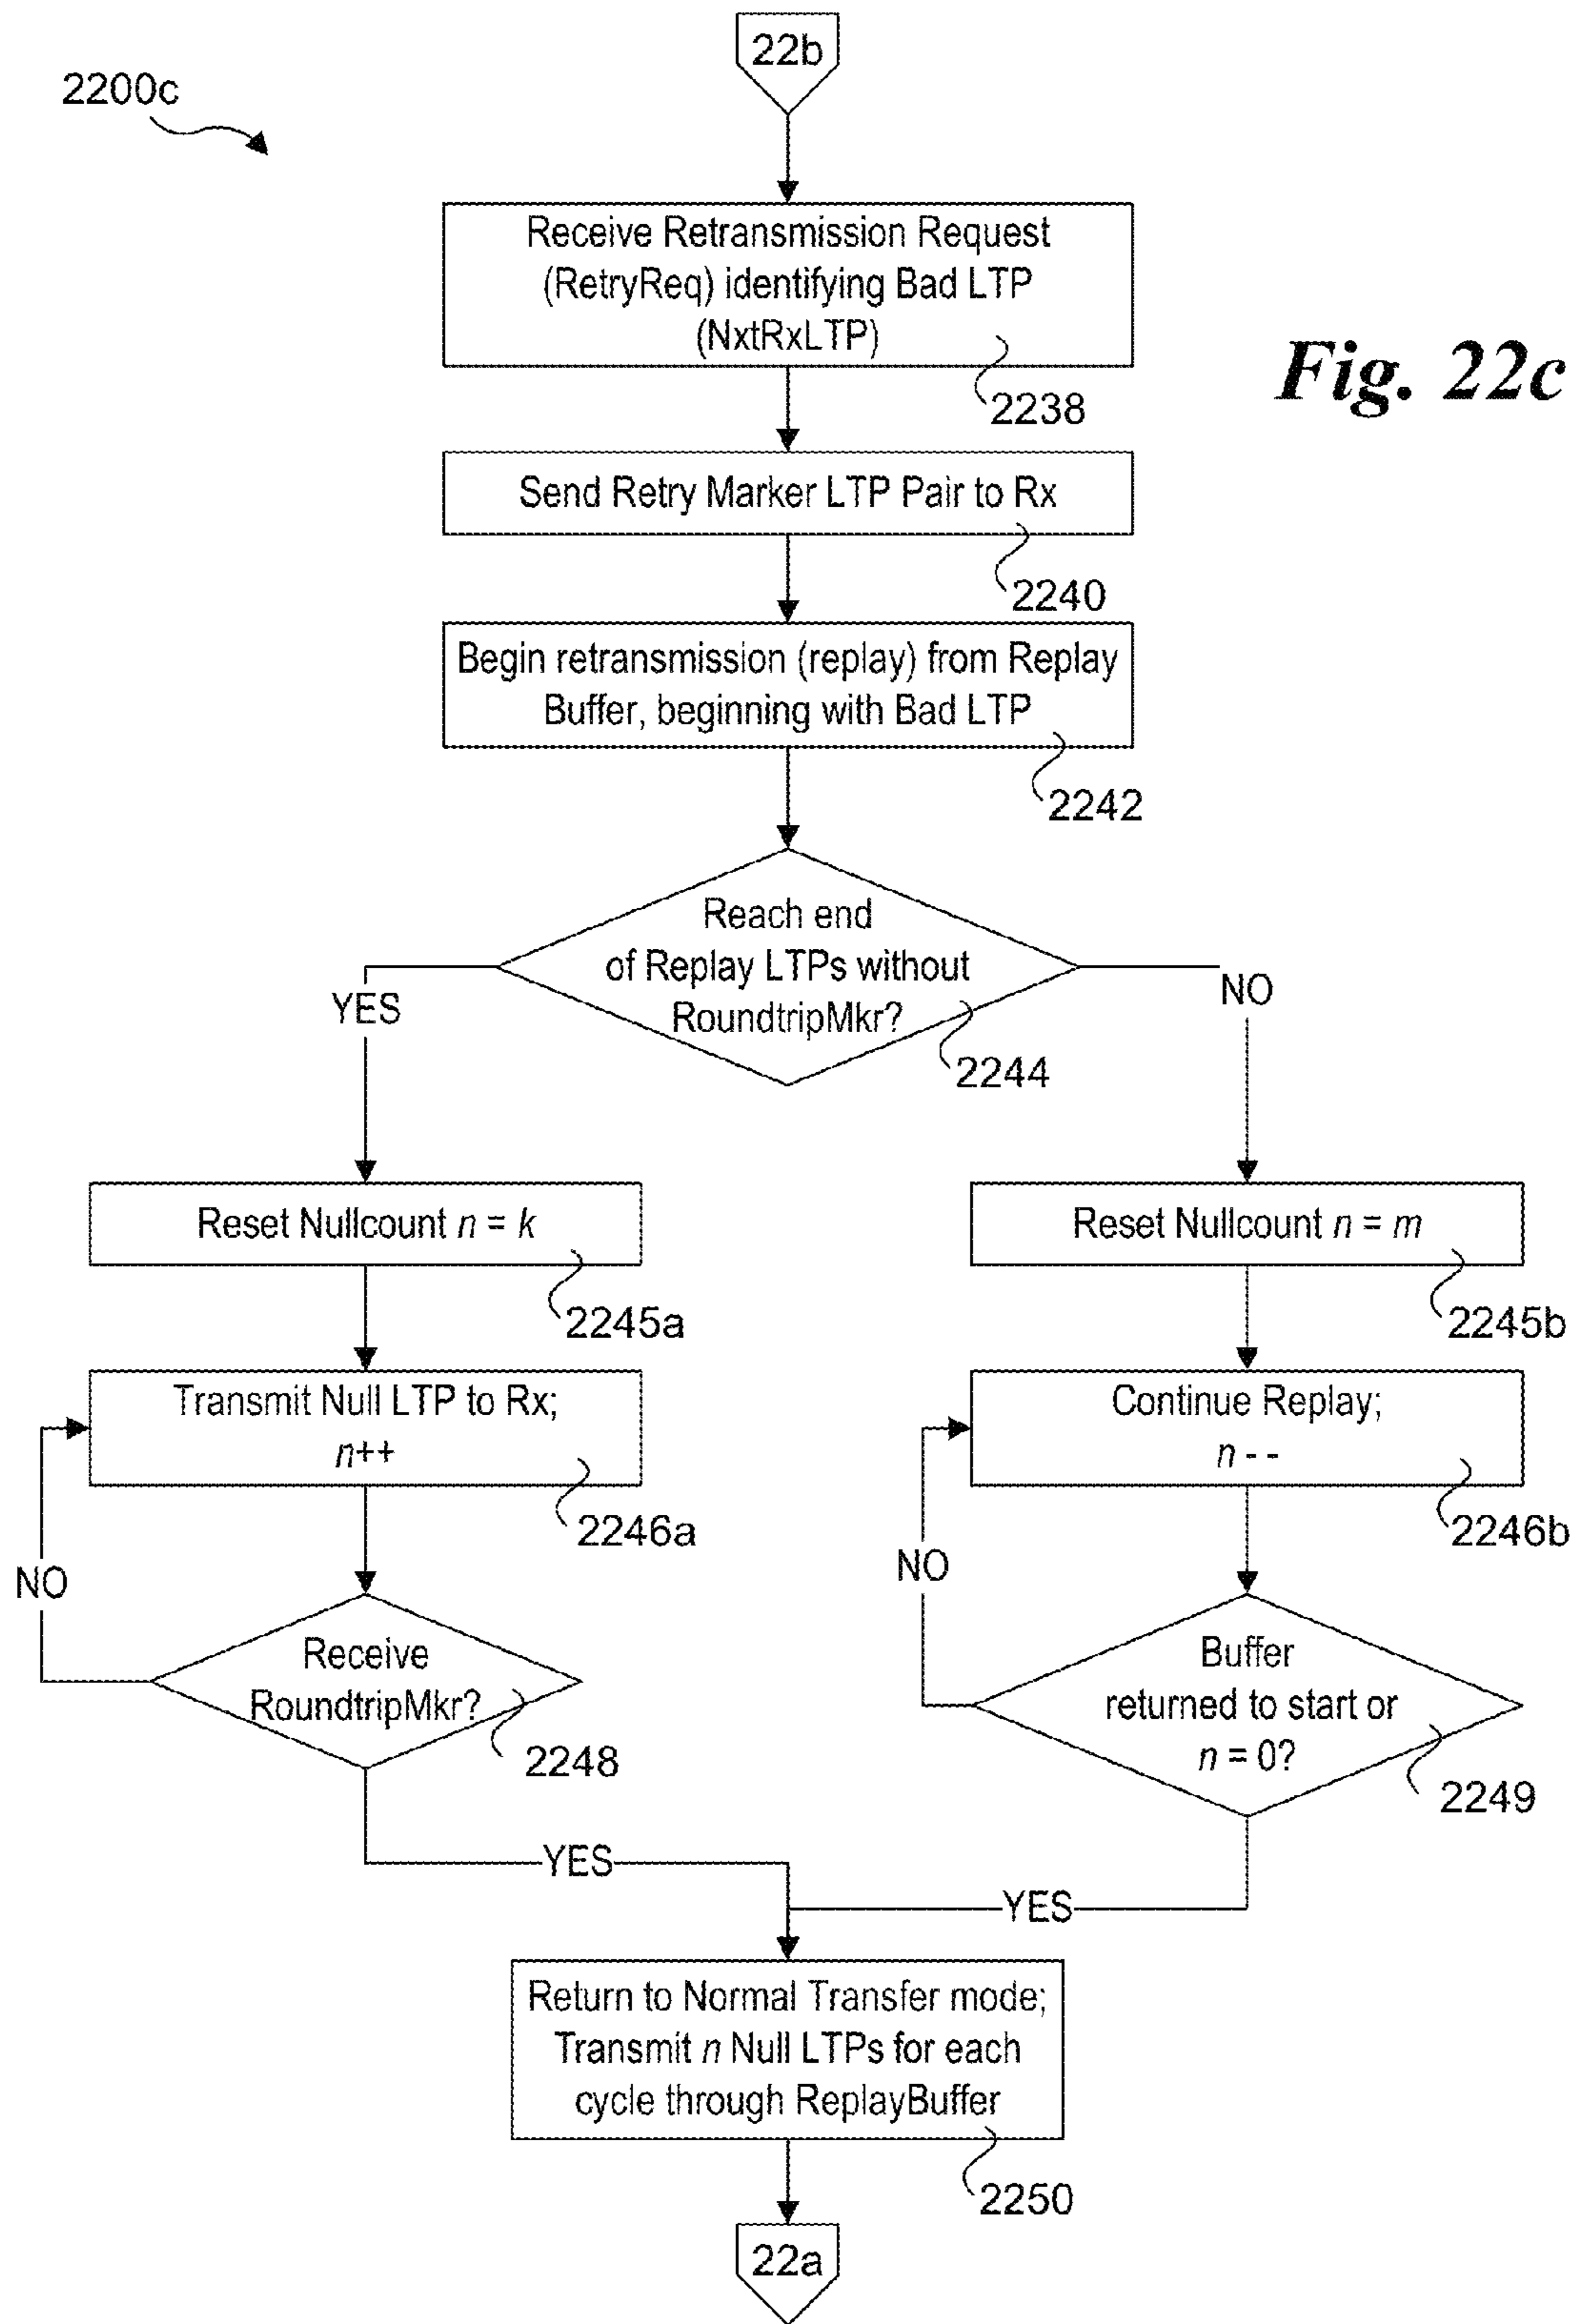 22b
2200c
Receive Retransmission Request
(RetryReq) identifying Bad LTP
(NxtRxLTP)
2238
Fig. 22c
Send Retry Marker LTP Pair to Rx
2240
Begin retransmission (replay) from Replay
Buffer, beginning with Bad LTP
2242
Reach end
of Replay LTPs without
RoundtripMkr?
2244
YES
NO
Reset Nullcount n = k
2245a
Reset Nullcount n = m
2245b
Transmit Null LTP to Rx;
n++
2246a
Continue Replay;
n - -
2246b
NO
Receive
RoundtripMkr?
2248
NO
Buffer
returned to start or
n = 0?
2249
YES
YES
Return to Normal Transfer mode;
Transmit n Null LTPs for each
cycle through ReplayBuffer
2250
22a